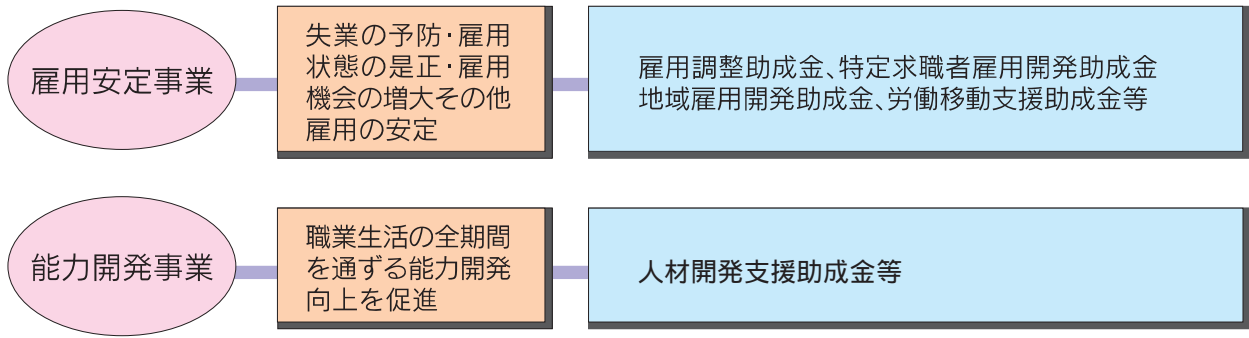 雇用安定事業
失業の予防・雇用
状態の是正・雇用
機会の増大その他
雇用の安定
雇用調整助成金、特定求職者雇用開発助成金
地域雇用開発助成金、労働移動支援助成金等
能力開発事業
職業生活の全期間
を通ずる能力開発
向上を促進
人材開発支援助成金等